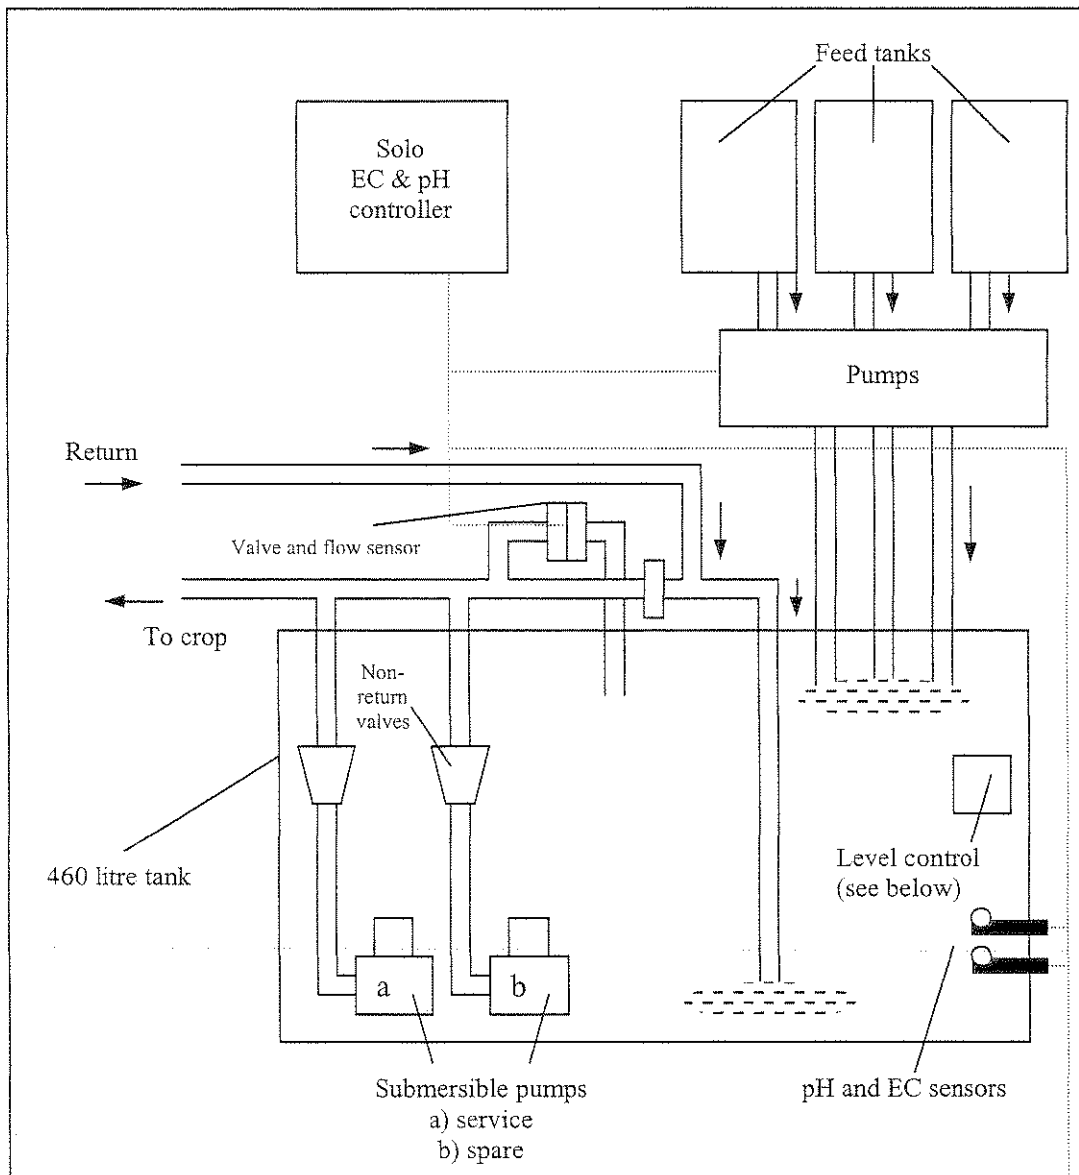 Feed tanks
Solo
EC & pH
controller
Pumps
Return
Valve and flow sensor
To crop
Non-
return
valves
460 litre tank
Level control
(see below)
a
b
Submersible pumps
a) service
b) spare
pH and EC sensors